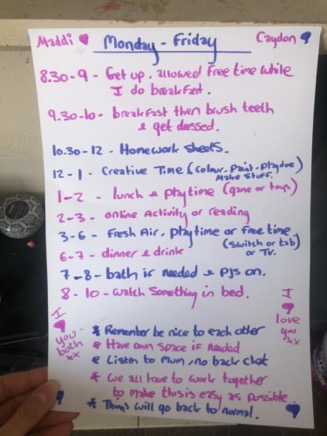 Maddi Monday - Friday Caydon
8.30-9 - Get up, allowed free time while
I do breakfast.
9.30-10 - breakfast then brush teeth
& get dressed.
10.30-12 - Homework sheets.
12-1 - Creative Time (colour, paint, playdoe)
Make Stuff.
1-2 - lunch & playtime (game or toys)
2-3 - online Activity or reading
3-6 - Fresh Air, playtime or free time.
(Switch or tab)
or TV.
6-7 - dinner & drink
7-8 - bath if needed & PJs on.
8-10 - Watch Something in bed.
I
you
both
xx
I
love
you
xx
* Remember be nice to each other
* Have own space if needed
* Listen to Mum, no back chat
* We all have to work together
to make this is easy as possible
* Things will go back to normal.